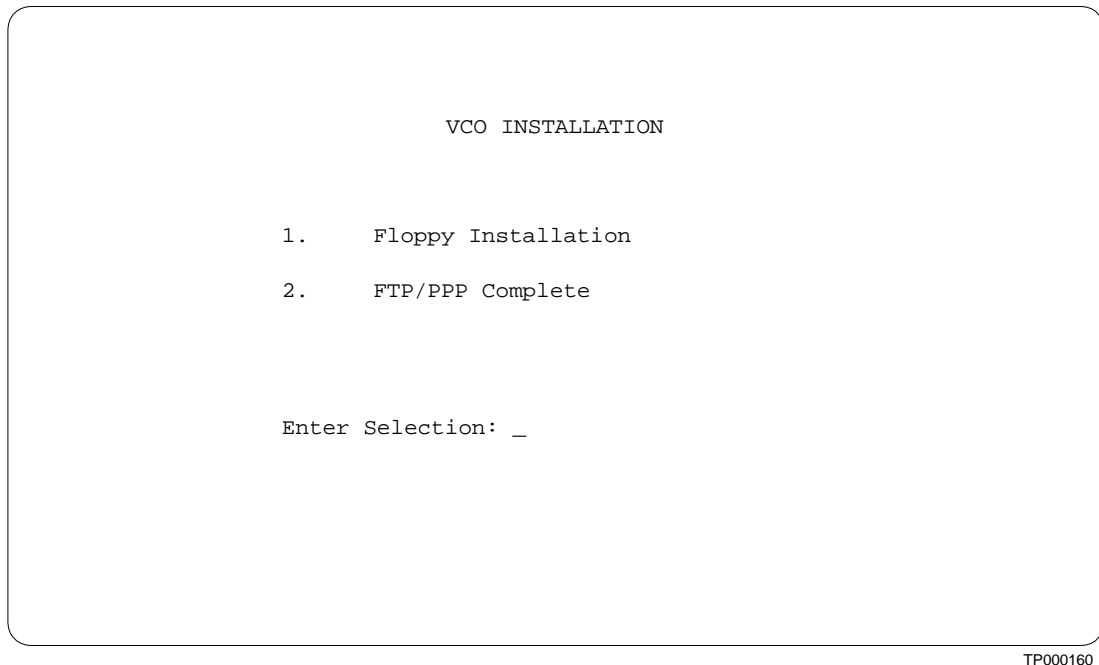 VCO INSTALLATION
1. Floppy Installation
2. FTP/PPP Complete
Enter Selection: _
TP000160